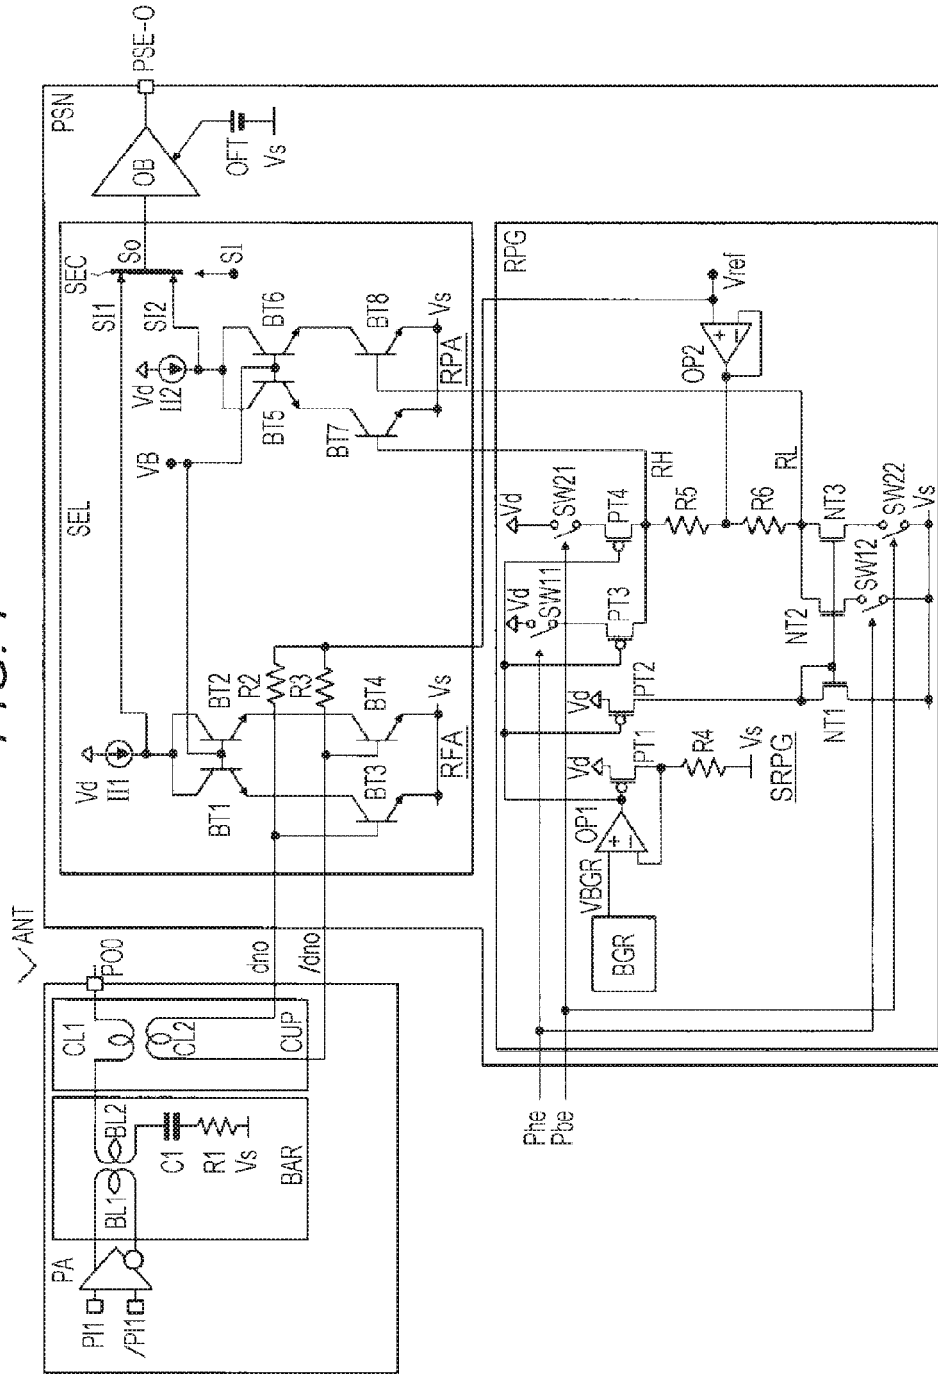 ANT
PA
PI1
/PI1
BL1
BL2
C1
R1
Vs
BAR
CL1
CL2
CUP
PO0
dno
/dno
PSN
SEL
Vd
II1
BT1
BT2
R2
R3
BT3
BT4
Vs
RFA
VB
Vd
II2
SI1
SI2
SEC
So
SI
BT5
BT6
BT7
BT8
Vs
RPA
OB
OFT
Vs
PSE-O
Phe
Pbe
RPG
BGR
VBGR
OP1
+
−
Vd
PT1
R4
Vs
SRPG
Vd
PT2
NT1
Vd
SW11
PT3
Vd
SW21
PT4
RH
R5
R6
RL
NT2
NT3
SW12
SW22
Vs
OP2
+
−
Vref